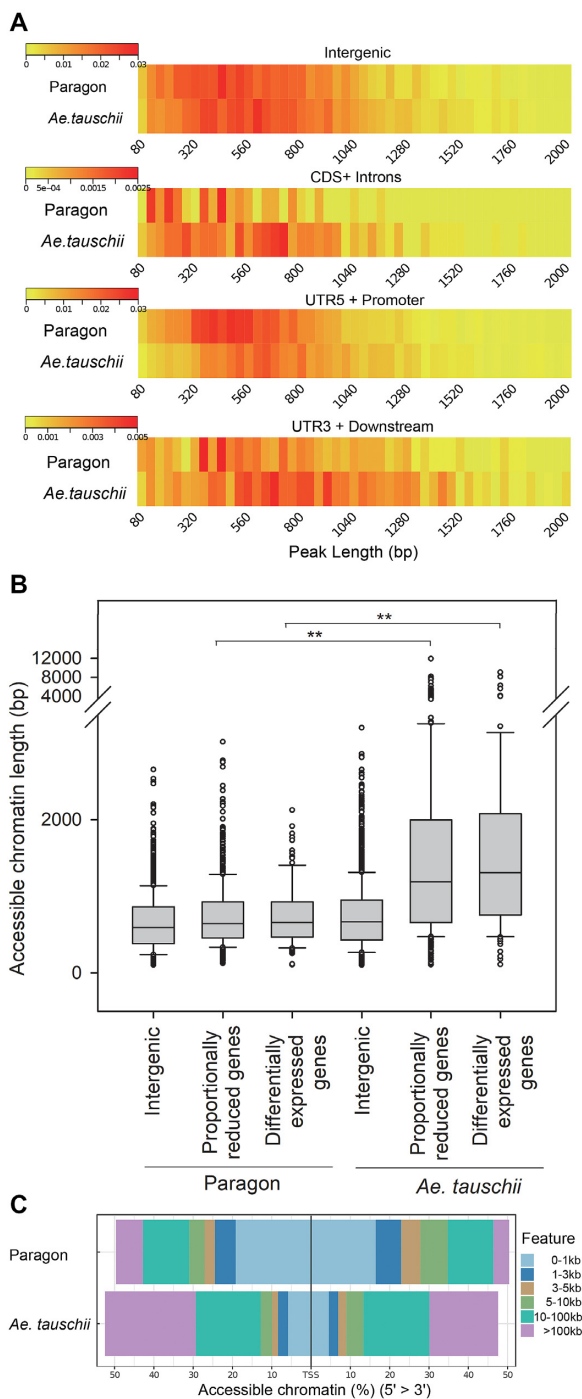 A
Intergenic
0 0.01 0.02 0.03
Paragon
Ae.tauschii
80 320 560 800 1040 1280 1520 1760 2000
CDS+ Introns
0 5e-04 0.0015 0.0025
Paragon
Ae.tauschii
80 320 560 800 1040 1280 1520 1760 2000
UTR5 + Promoter
0 0.01 0.02 0.03
Paragon
Ae.tauschii
80 320 560 800 1040 1280 1520 1760 2000
UTR3 + Downstream
0 0.001 0.003 0.005
Paragon
Ae.tauschii
80 320 560 800 1040 1280 1520 1760 2000
Peak Length (bp)
B
** **
12000
8000
4000
2000
0
Accessible chromatin length (bp)
Intergenic
Proportionally reduced genes
Differentially expressed genes
Intergenic
Proportionally reduced genes
Differentially expressed genes
Paragon
Ae. tauschii
C
Paragon
Ae. tauschii
Feature
0-1kb
1-3kb
3-5kb
5-10kb
10-100kb
>100kb
50 40 30 20 10 TSS 10 20 30 40 50
Accessible chromatin (%) (5' > 3')